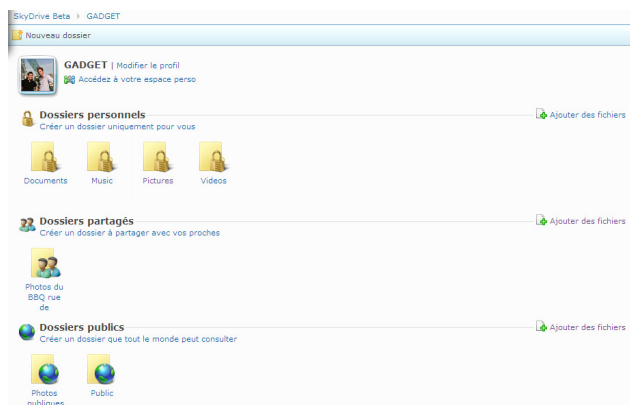 SkyDrive Beta GADGET
Nouveau dossier
GADGET | Modifier le profil
Accédez à votre espace perso
Dossiers personnels
Ajouter des fichiers
Créer un dossier uniquement pour vous
Documents Music Pictures Videos
Dossiers partagés
Ajouter des fichiers
Créer un dossier à partager avec vos proches
Photos du
BBQ rue
de
Dossiers publics
Ajouter des fichiers
Créer un dossier que tout le monde peut consulter
Photos Public
publiques